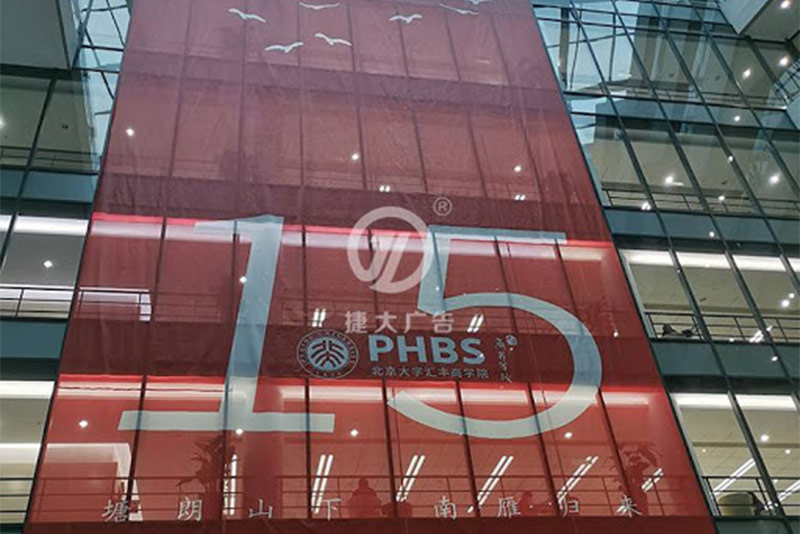 15
®
捷大广告
PHBS
北京大学汇丰商学院
塘朗山下 南雁归来